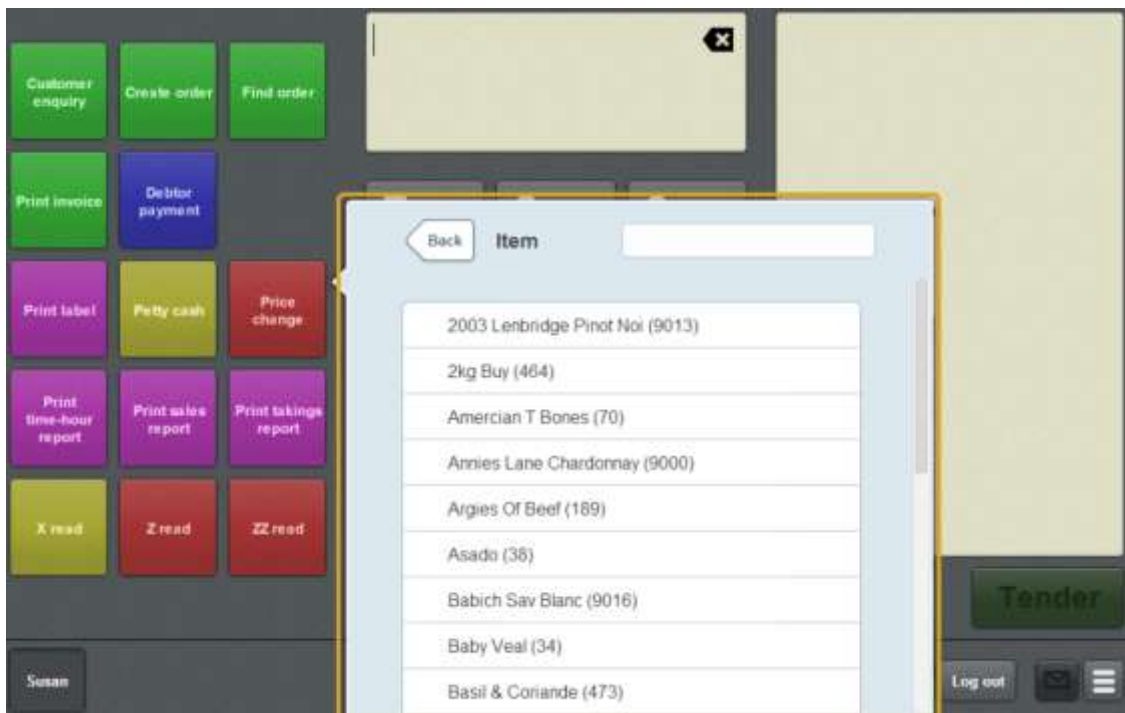 Customer
enquiry
Create order
Find order
Print invoice
Debtor
payment
Print label
Petty cash
Price
change
Print
time-hour
report
Print sales
report
Print takings
report
X read
Z read
ZZ read
Susan
Back
Item
2003 Lenbridge Pinot Noi (9013)
2kg Buy (464)
Amercian T Bones (70)
Annies Lane Chardonnay (9000)
Argies Of Beef (189)
Asado (38)
Babich Sav Blanc (9016)
Baby Veal (34)
Basil & Coriande (473)
Tender
Log out